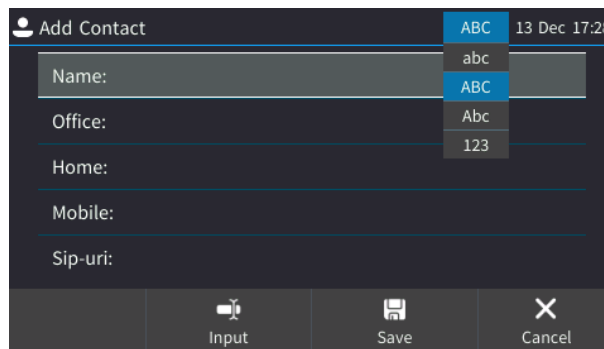 Add Contact ABC 13 Dec 17:28
abc
Name:
ABC
Office: Abc
123
Home:
Mobile:
Sip-uri:
Input Save Cancel